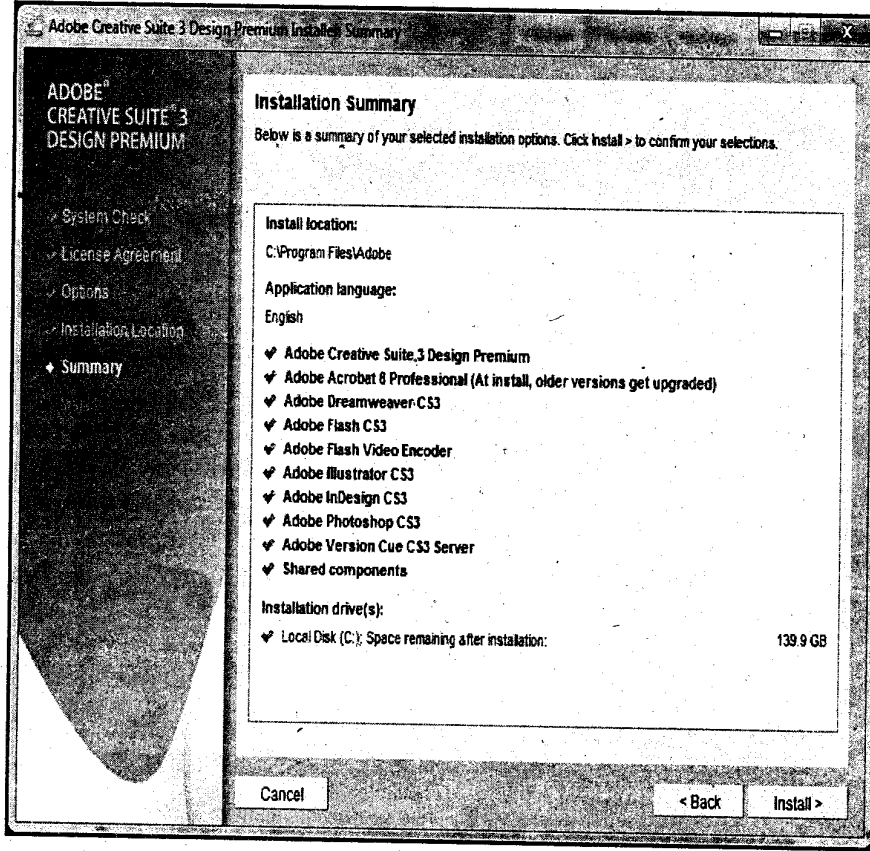 Adobe Creative Suite 3 Design Premium Installer Summary
ADOBE®
CREATIVE SUITE® 3
DESIGN PREMIUM
System Check
License Agreement
Options
Installation Location
Summary
Installation Summary
Below is a summary of your selected installation options. Click Install > to confirm your selections.
Install location:
C:\Program Files\Adobe
Application language:
English
Adobe Creative Suite 3 Design Premium
Adobe Acrobat 8 Professional (At install, older versions get upgraded)
Adobe Dreamweaver CS3
Adobe Flash CS3
Adobe Flash Video Encoder
Adobe Illustrator CS3
Adobe InDesign CS3
Adobe Photoshop CS3
Adobe Version Cue CS3 Server
Shared components
Installation drive(s):
Local Disk (C:): Space remaining after installation: 139.9 GB
Cancel
< Back
Install >